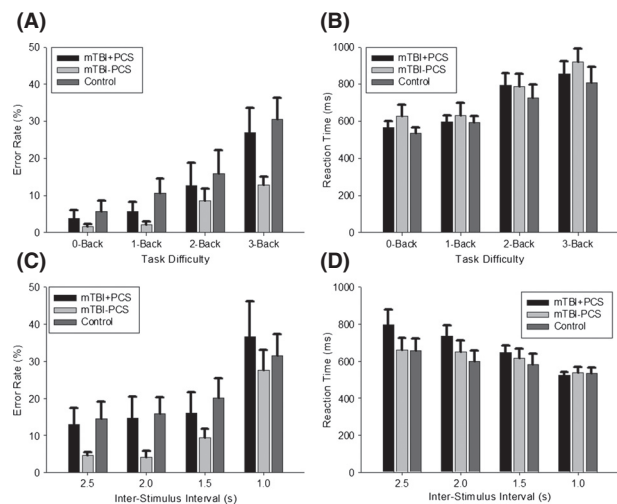 (A)
50
40
30
20
10
0
Error Rate (%)
mTBI+PCS
mTBI-PCS
Control
0-Back 1-Back 2-Back 3-Back
Task Difficulty
(B)
1000
800
600
400
200
0
Reaction Time (ms)
mTBI+PCS
mTBI-PCS
Control
0-Back 1-Back 2-Back 3-Back
Task Difficulty
(C)
50
40
30
20
10
0
Error Rate (%)
mTBI+PCS
mTBI-PCS
Control
2.5 2.0 1.5 1.0
Inter-Stimulus Interval (s)
(D)
1000
800
600
400
200
0
Reaction Time (ms)
mTBI+PCS
mTBI-PCS
Control
2.5 2.0 1.5 1.0
Inter-Stimulus Interval (s)